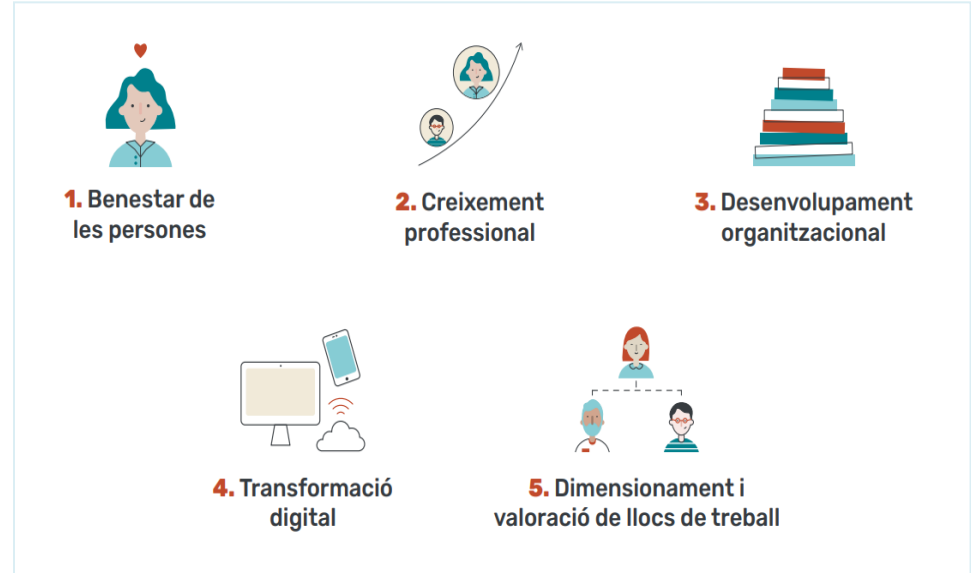 1. Benestar de
les persones
2. Creixement
professional
3. Desenvolupament
organitzacional
4. Transformació
digital
5. Dimensionament i
valoració de llocs de treball